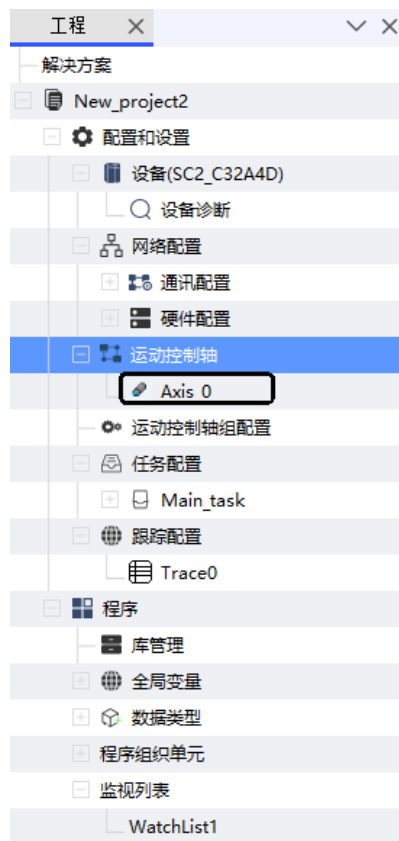 工程
解决方案
New_project2
配置和设置
设备(SC2_C32A4D)
设备诊断
网络配置
通讯配置
硬件配置
运动控制轴
Axis_0
运动控制轴组配置
任务配置
Main_task
跟踪配置
Trace0
程序
库管理
全局变量
数据类型
程序组织单元
监视列表
WatchList1